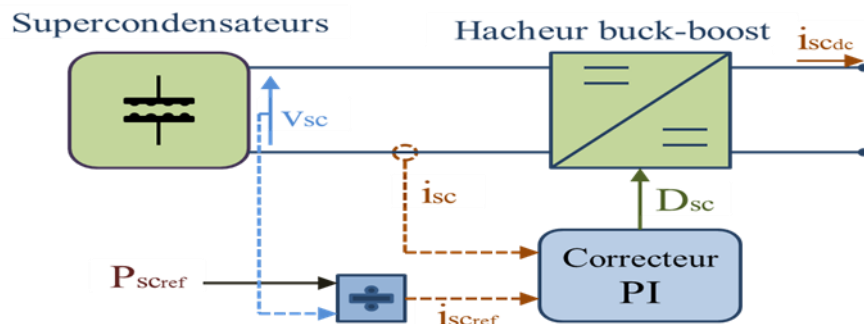 Supercondensateurs
Hacheur buck-boost
iscdc
Vsc
isc
Dsc
Pscref
Correcteur
PI
iscref